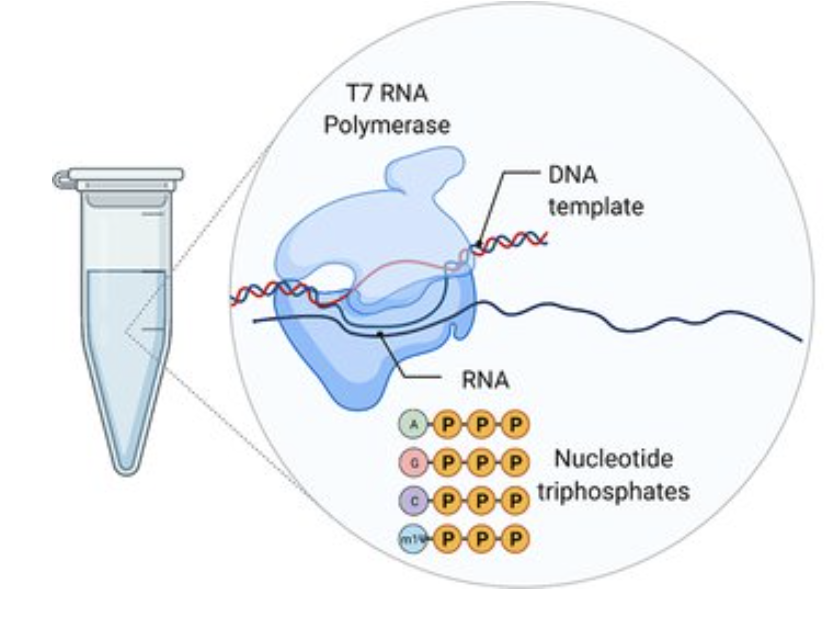 T7 RNA
Polymerase
DNA
template
RNA
A P P P
G P P P
C P P P
m1Ψ P P P
Nucleotide
triphosphates